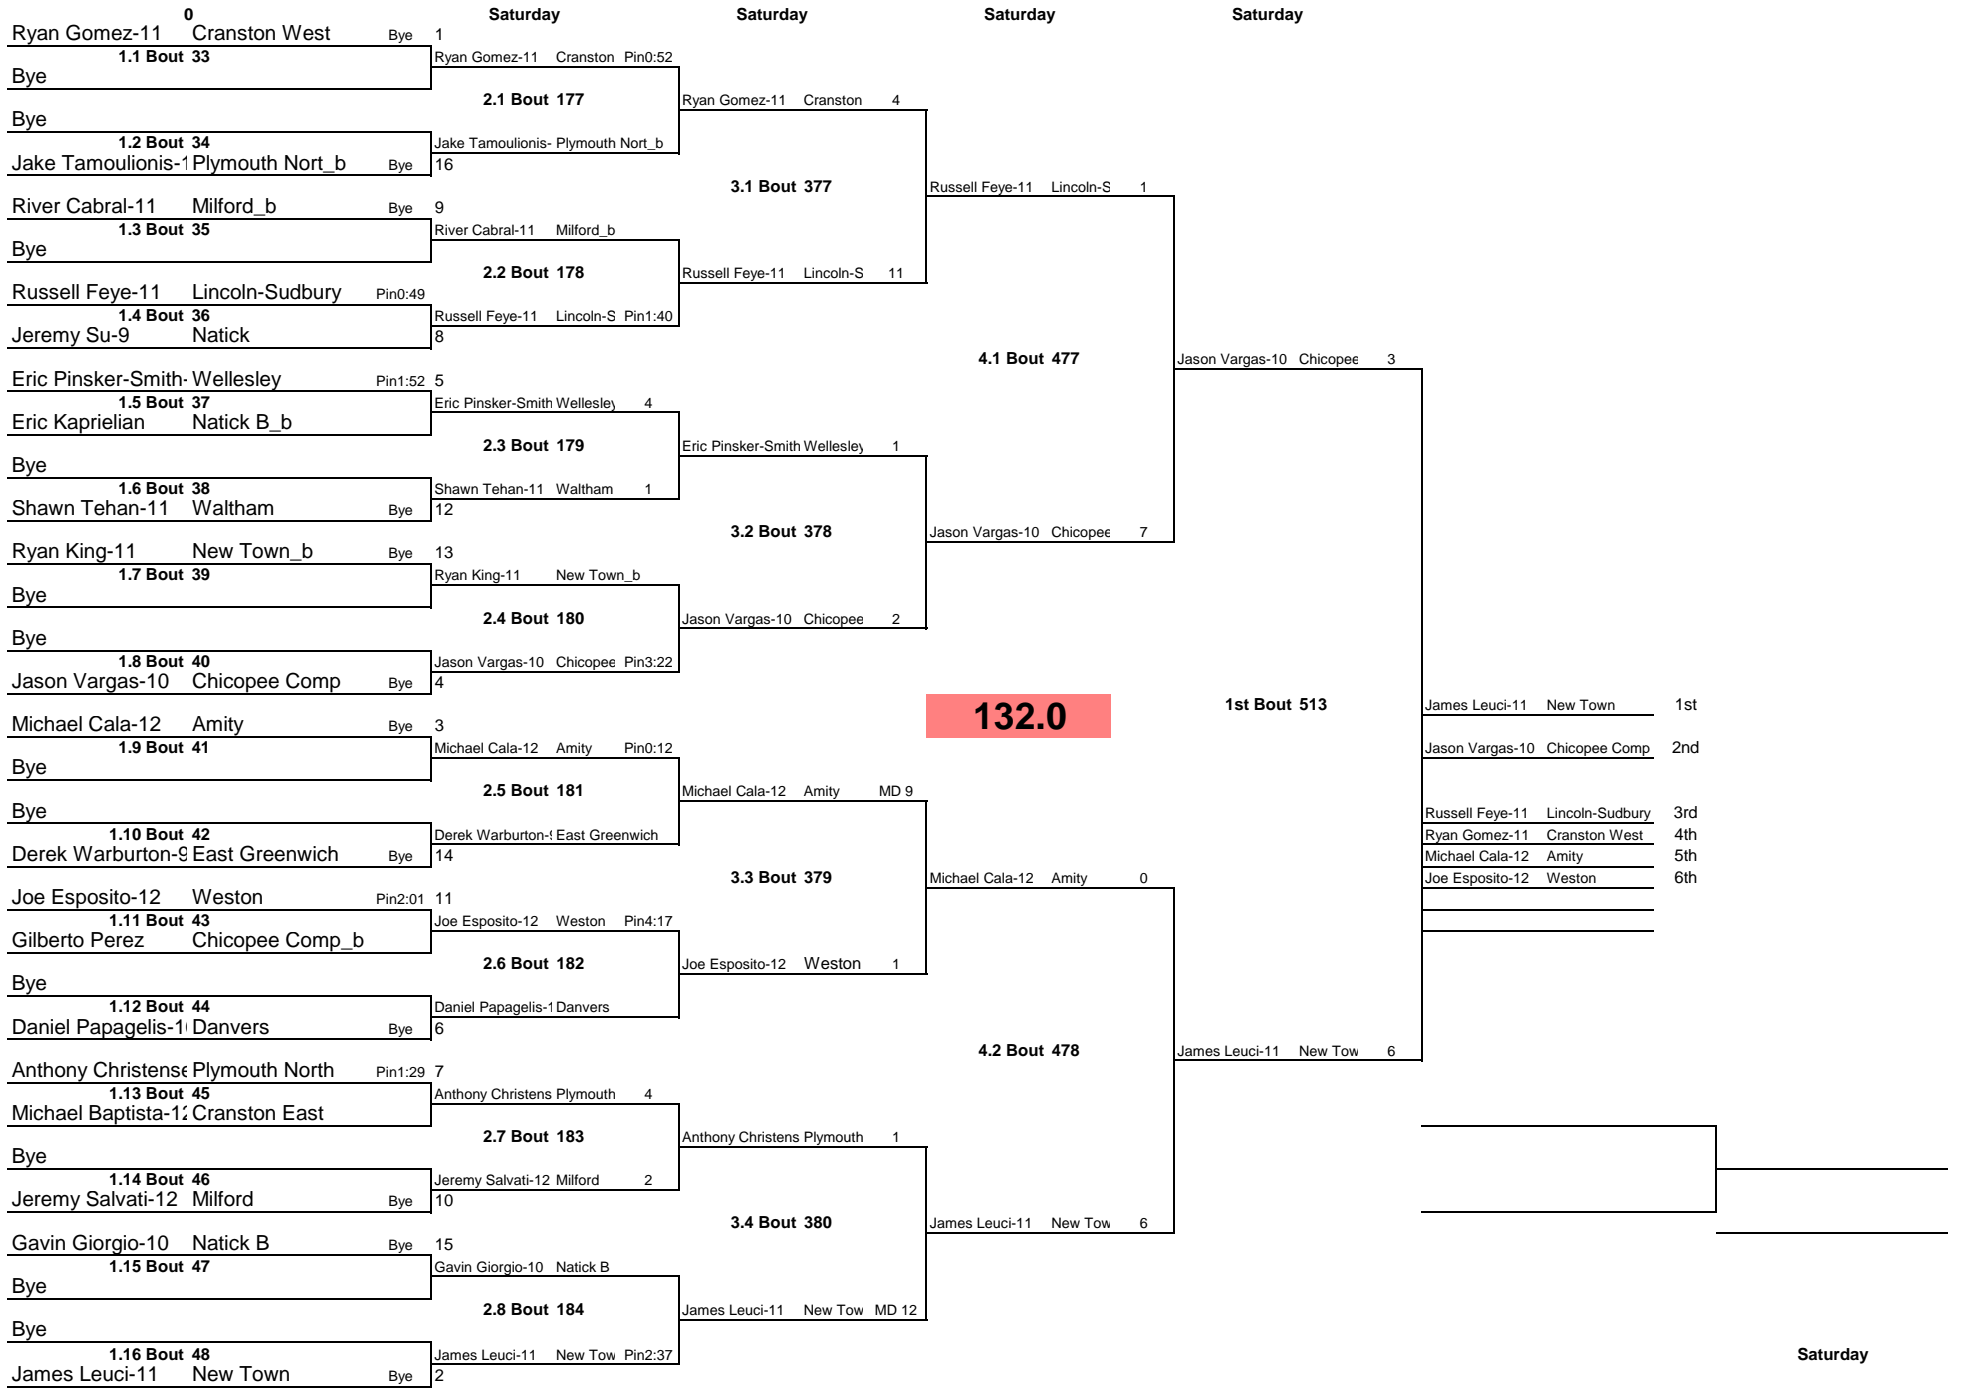 0 Saturday Saturday Saturday Saturday
Ryan Gomez-11 Cranston West Bye 1
1.1 Bout 33 Ryan Gomez-11 Cranston Pin0:52
Bye
2.1 Bout 177 Ryan Gomez-11 Cranston 4
Bye
1.2 Bout 34 Jake Tamoulionis- Plymouth Nort_b
Jake Tamoulionis-1 Plymouth Nort_b Bye 16
3.1 Bout 377 Russell Feye-11 Lincoln-S 1
River Cabral-11 Milford_b Bye 9
1.3 Bout 35 River Cabral-11 Milford_b
Bye
2.2 Bout 178 Russell Feye-11 Lincoln-S 11
Russell Feye-11 Lincoln-Sudbury Pin0:49
1.4 Bout 36 Russell Feye-11 Lincoln-S Pin1:40
Jeremy Su-9 Natick 8
4.1 Bout 477 Jason Vargas-10 Chicopee 3
Eric Pinsker-Smith- Wellesley Pin1:52 5
1.5 Bout 37 Eric Pinsker-Smith Wellesley 4
Eric Kaprielian Natick B_b
2.3 Bout 179 Eric Pinsker-Smith Wellesley 1
Bye
1.6 Bout 38 Shawn Tehan-11 Waltham 1
Shawn Tehan-11 Waltham Bye 12
3.2 Bout 378 Jason Vargas-10 Chicopee 7
Ryan King-11 New Town_b Bye 13
1.7 Bout 39 Ryan King-11 New Town_b
Bye
2.4 Bout 180 Jason Vargas-10 Chicopee 2
Bye
1.8 Bout 40 Jason Vargas-10 Chicopee Pin3:22
Jason Vargas-10 Chicopee Comp Bye 4
132.0 1st Bout 513 James Leuci-11 New Town 1st
Michael Cala-12 Amity Bye 3
1.9 Bout 41 Michael Cala-12 Amity Pin0:12 Jason Vargas-10 Chicopee Comp 2nd
Bye
2.5 Bout 181 Michael Cala-12 Amity MD 9
Bye Russell Feye-11 Lincoln-Sudbury 3rd
1.10 Bout 42 Derek Warburton-9 East Greenwich Ryan Gomez-11 Cranston West 4th
Derek Warburton-9 East Greenwich Bye 14 Michael Cala-12 Amity 5th
3.3 Bout 379 Michael Cala-12 Amity 0 Joe Esposito-12 Weston 6th
Joe Esposito-12 Weston Pin2:01 11
1.11 Bout 43 Joe Esposito-12 Weston Pin4:17
Gilberto Perez Chicopee Comp_b
2.6 Bout 182 Joe Esposito-12 Weston 1
Bye
1.12 Bout 44 Daniel Papagelis-1 Danvers
Daniel Papagelis-10 Danvers Bye 6
4.2 Bout 478 James Leuci-11 New Tow 6
Anthony Christense Plymouth North Pin1:29 7
1.13 Bout 45 Anthony Christens Plymouth 4
Michael Baptista-12 Cranston East
2.7 Bout 183 Anthony Christens Plymouth 1
Bye
1.14 Bout 46 Jeremy Salvati-12 Milford 2
Jeremy Salvati-12 Milford Bye 10
3.4 Bout 380 James Leuci-11 New Tow 6
Gavin Giorgio-10 Natick B Bye 15
1.15 Bout 47 Gavin Giorgio-10 Natick B
Bye
2.8 Bout 184 James Leuci-11 New Tow MD 12
Bye
1.16 Bout 48 James Leuci-11 New Tow Pin2:37 Saturday
James Leuci-11 New Town Bye 2